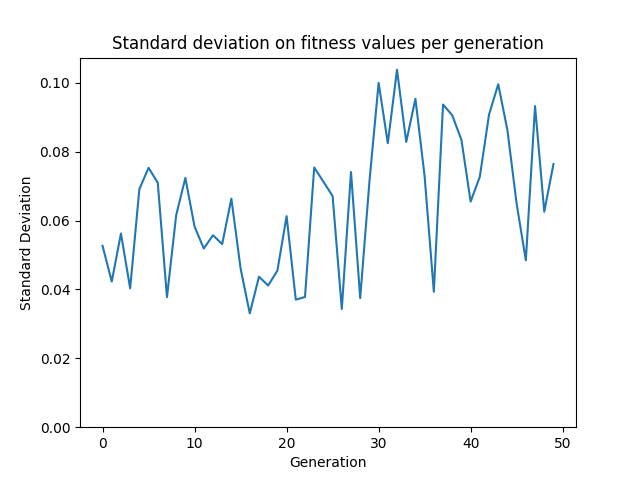 Standard deviation on fitness values per generation
0.10
0.08
0.06
0.04
0.02
0.00
Standard Deviation
0 10 20 30 40 50
Generation